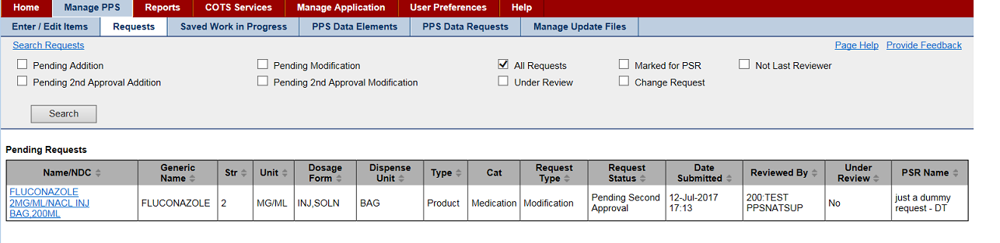 Home Manage PPS Reports COTS Services Manage Application User Preferences Help
Enter / Edit Items Requests Saved Work in Progress PPS Data Elements PPS Data Requests Manage Update Files
Search Requests Page Help Provide Feedback
Pending Addition Pending Modification All Requests Marked for PSR Not Last Reviewer
Pending 2nd Approval Addition Pending 2nd Approval Modification Under Review Change Request
Search
Pending Requests
Name/NDC Generic Name Str Unit Dosage Form Dispense Unit Type Cat Request Type Request Status Date Submitted Reviewed By Under Review PSR Name
FLUCONAZOLE
2MG/ML/NACL INJ
BAG,200ML
FLUCONAZOLE 2 MG/ML INJ,SOLN BAG Product Medication Modification
Pending Second
Approval
12-Jul-2017
17:13
200:TEST
PPSNATSUP
No
just a dummy
request - DT